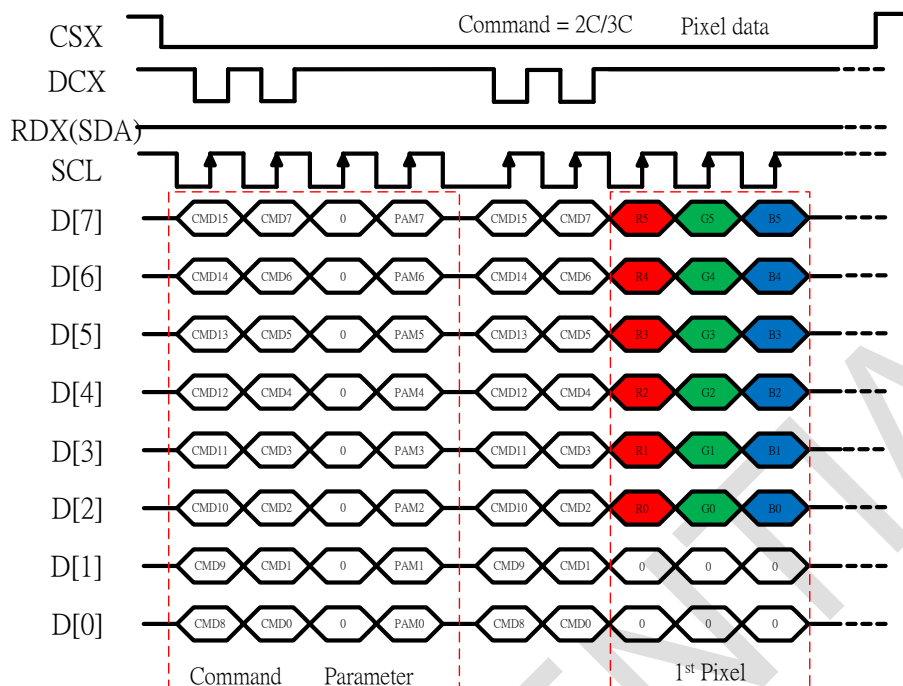 CSX Command = 2C/3C Pixel data
DCX
RDX(SDA)
SCL
D[7] CMD15 CMD7 0 PAM7 CMD15 CMD7 R5 G5 B5
D[6] CMD14 CMD6 0 PAM6 CMD14 CMD6 R4 G4 B4
D[5] CMD13 CMD5 0 PAM5 CMD13 CMD5 R3 G3 B3
D[4] CMD12 CMD4 0 PAM4 CMD12 CMD4 R2 G2 B2
D[3] CMD11 CMD3 0 PAM3 CMD11 CMD3 R1 G1 B1
D[2] CMD10 CMD2 0 PAM2 CMD10 CMD2 R0 G0 B0
D[1] CMD9 CMD1 0 PAM1 CMD9 CMD1 0 0 0
D[0] CMD8 CMD0 0 PAM0 CMD8 CMD0 0 0 0
Command Parameter 1st Pixel